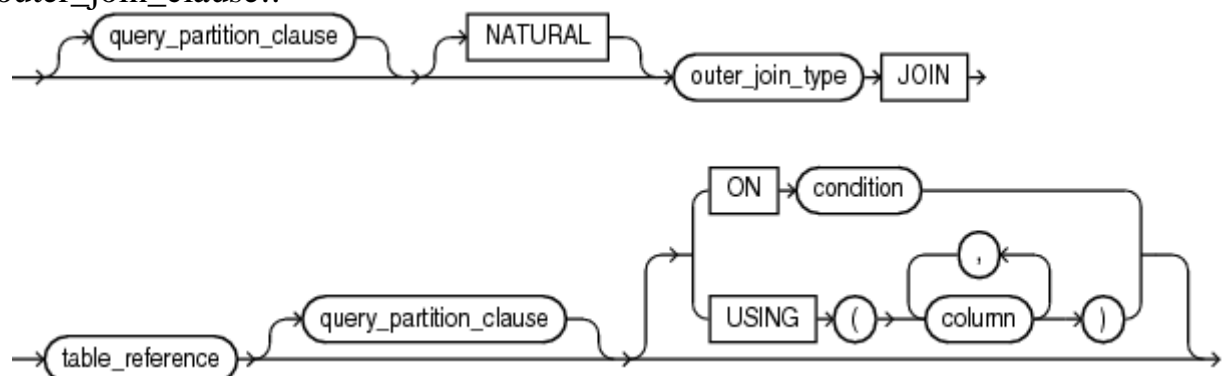 outer_join_clause::
query_partition_clause NATURAL
outer_join_type JOIN
ON condition
,
USING ( column )
query_partition_clause
table_reference